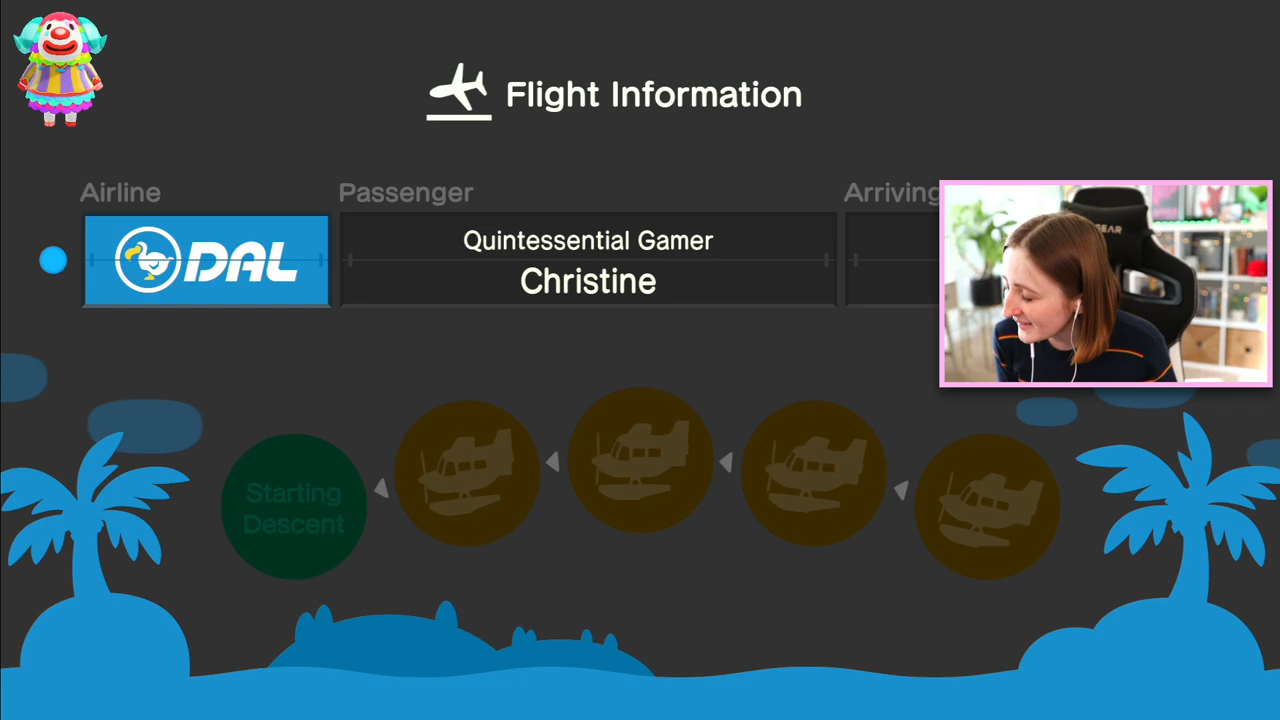 Flight Information
Airline
Passenger
Arriving
DAL
Quintessential Gamer
Christine
Starting
Descent